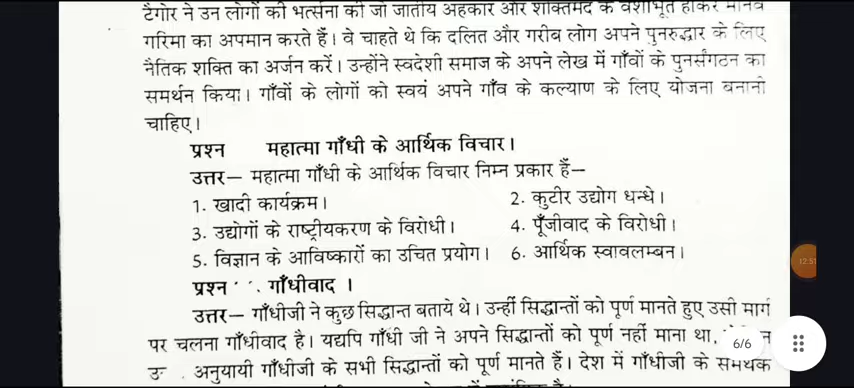 टैगोर ने उन लोगों की भर्त्सना की जो जातीय अहंकार और शक्तिमद के वशीभूत होकर मानव
गरिमा का अपमान करते हैं। वे चाहते थे कि दलित और गरीब लोग अपने पुनरुद्धार के लिए
नैतिक शक्ति का अर्जन करें। उन्होंने स्वदेशी समाज के अपने लेख में गाँवों के पुनर्संगठन का
समर्थन किया। गाँवों के लोगों को स्वयं अपने गाँव के कल्याण के लिए योजना बनानी
चाहिए।
प्रश्न महात्मा गाँधी के आर्थिक विचार।
उत्तर— महात्मा गाँधी के आर्थिक विचार निम्न प्रकार हैं—
1. खादी कार्यक्रम। 2. कुटीर उद्योग धन्धे।
3. उद्योगों के राष्ट्रीयकरण के विरोधी। 4. पूँजीवाद के विरोधी।
5. विज्ञान के आविष्कारों का उचित प्रयोग। 6. आर्थिक स्वावलम्बन।
12:51
प्रश्न गाँधीवाद ।
उत्तर— गाँधीजी ने कुछ सिद्धान्त बताये थे। उन्हीं सिद्धान्तों को पूर्ण मानते हुए उसी मार्ग
पर चलना गाँधीवाद है। यद्यपि गाँधी जी ने अपने सिद्धान्तों को पूर्ण नहीं माना था,
6/6
अनुयायी गाँधीजी के सभी सिद्धान्तों को पूर्ण मानते हैं। देश में गाँधीजी के समर्थक